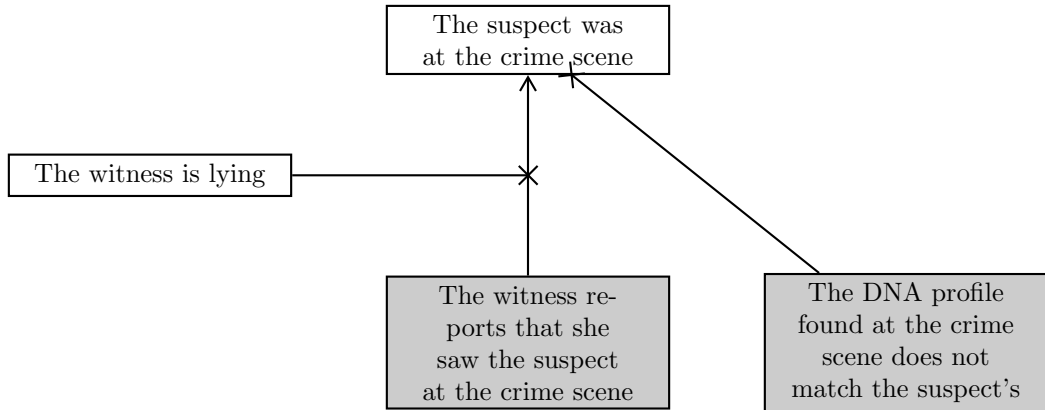 The suspect was
at the crime scene
The witness is lying
The witness re-
ports that she
saw the suspect
at the crime scene
The DNA profile
found at the crime
scene does not
match the suspect's